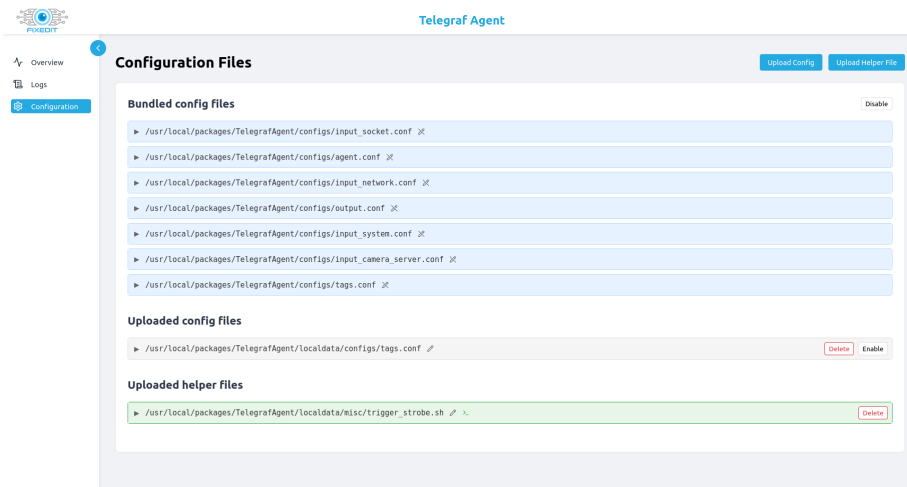 FIXEDIT
Telegraf Agent
Overview
Logs
Configuration
Configuration Files
Upload Config
Upload Helper File
Bundled config files
Disable
/usr/local/packages/TelegrafAgent/configs/input_socket.conf
/usr/local/packages/TelegrafAgent/configs/agent.conf
/usr/local/packages/TelegrafAgent/configs/input_network.conf
/usr/local/packages/TelegrafAgent/configs/output.conf
/usr/local/packages/TelegrafAgent/configs/input_system.conf
/usr/local/packages/TelegrafAgent/configs/input_camera_server.conf
/usr/local/packages/TelegrafAgent/configs/tags.conf
Uploaded config files
/usr/local/packages/TelegrafAgent/localdata/configs/tags.conf
Delete
Enable
Uploaded helper files
/usr/local/packages/TelegrafAgent/localdata/misc/trigger_strobe.sh
Delete